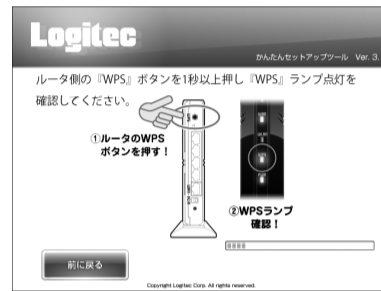 Logitec
かんたんセットアップツール Ver. 3.
ルータ側の『WPS』ボタンを1秒以上押し『WPS』ランプ点灯を
確認してください。
①ルータのWPS
ボタンを押す！
②WPSランプ
確認！
前に戻る
Copyright Logitec Corp. All rights reserved.